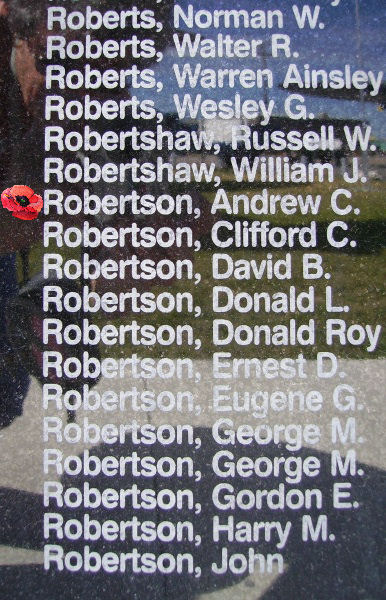 Roberts, Norman W.
Roberts, Walter R.
Roberts, Warren Ainsley
Roberts, Wesley G.
Robertshaw, Russell W.
Robertshaw, William J.
Robertson, Andrew C.
Robertson, Clifford C.
Robertson, David B.
Robertson, Donald L.
Robertson, Donald Roy
Robertson, Ernest D.
Robertson, Eugene G.
Robertson, George M.
Robertson, George M.
Robertson, Gordon E.
Robertson, Harry M.
Robertson, John